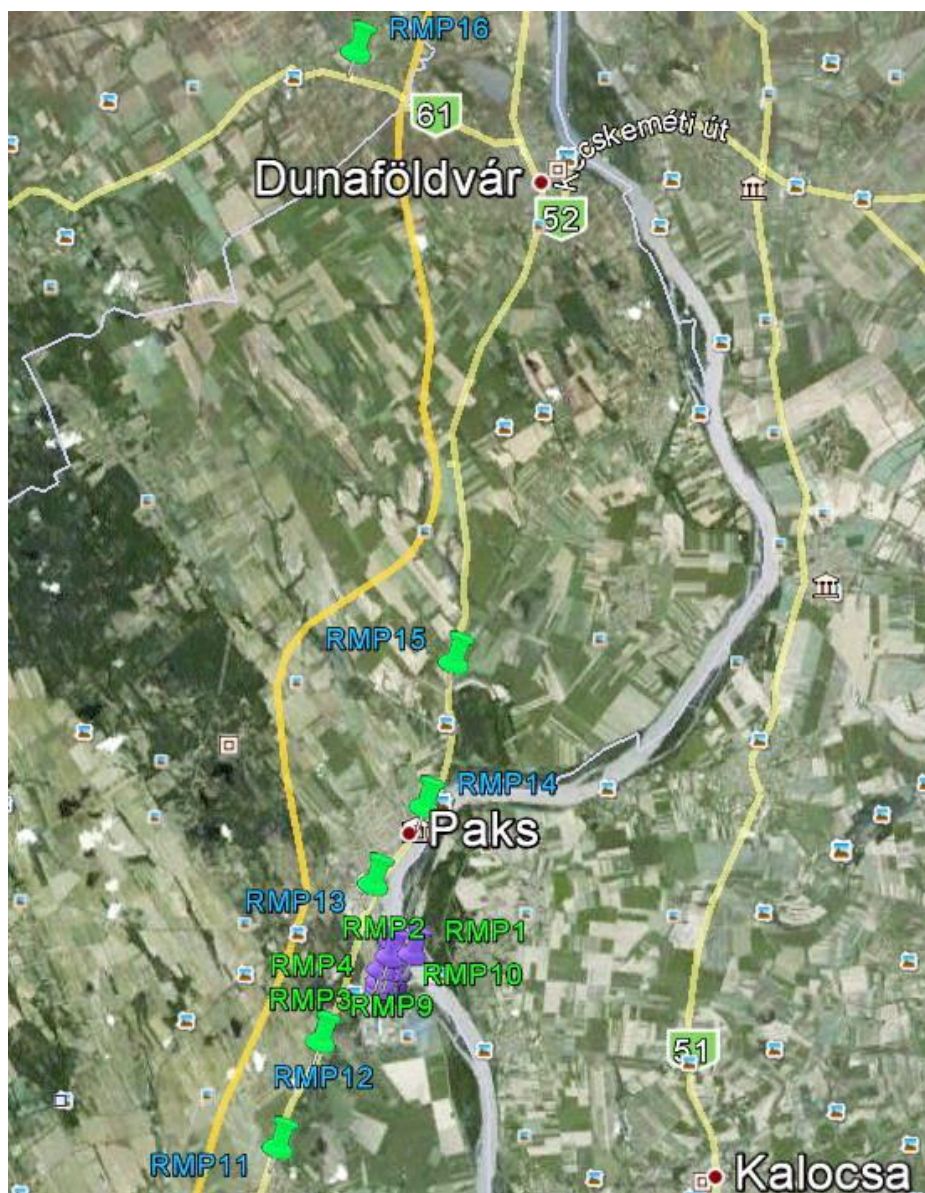 RMP16
61
Kecskeméti út
Dunaföldvár
52
RMP15
RMP14
Paks
RMP13
RMP2
RMP1
RMP4
RMP10
RMP3
RMP9
51
RMP12
RMP11
Kalocsa